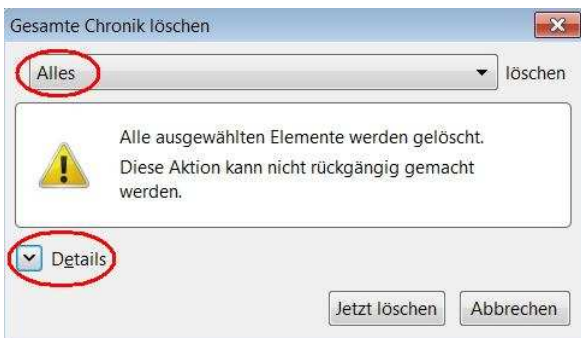 Gesamte Chronik löschen
Alles löschen
Alle ausgewählten Elemente werden gelöscht.
Diese Aktion kann nicht rückgängig gemacht
werden.
Details
Jetzt löschen Abbrechen